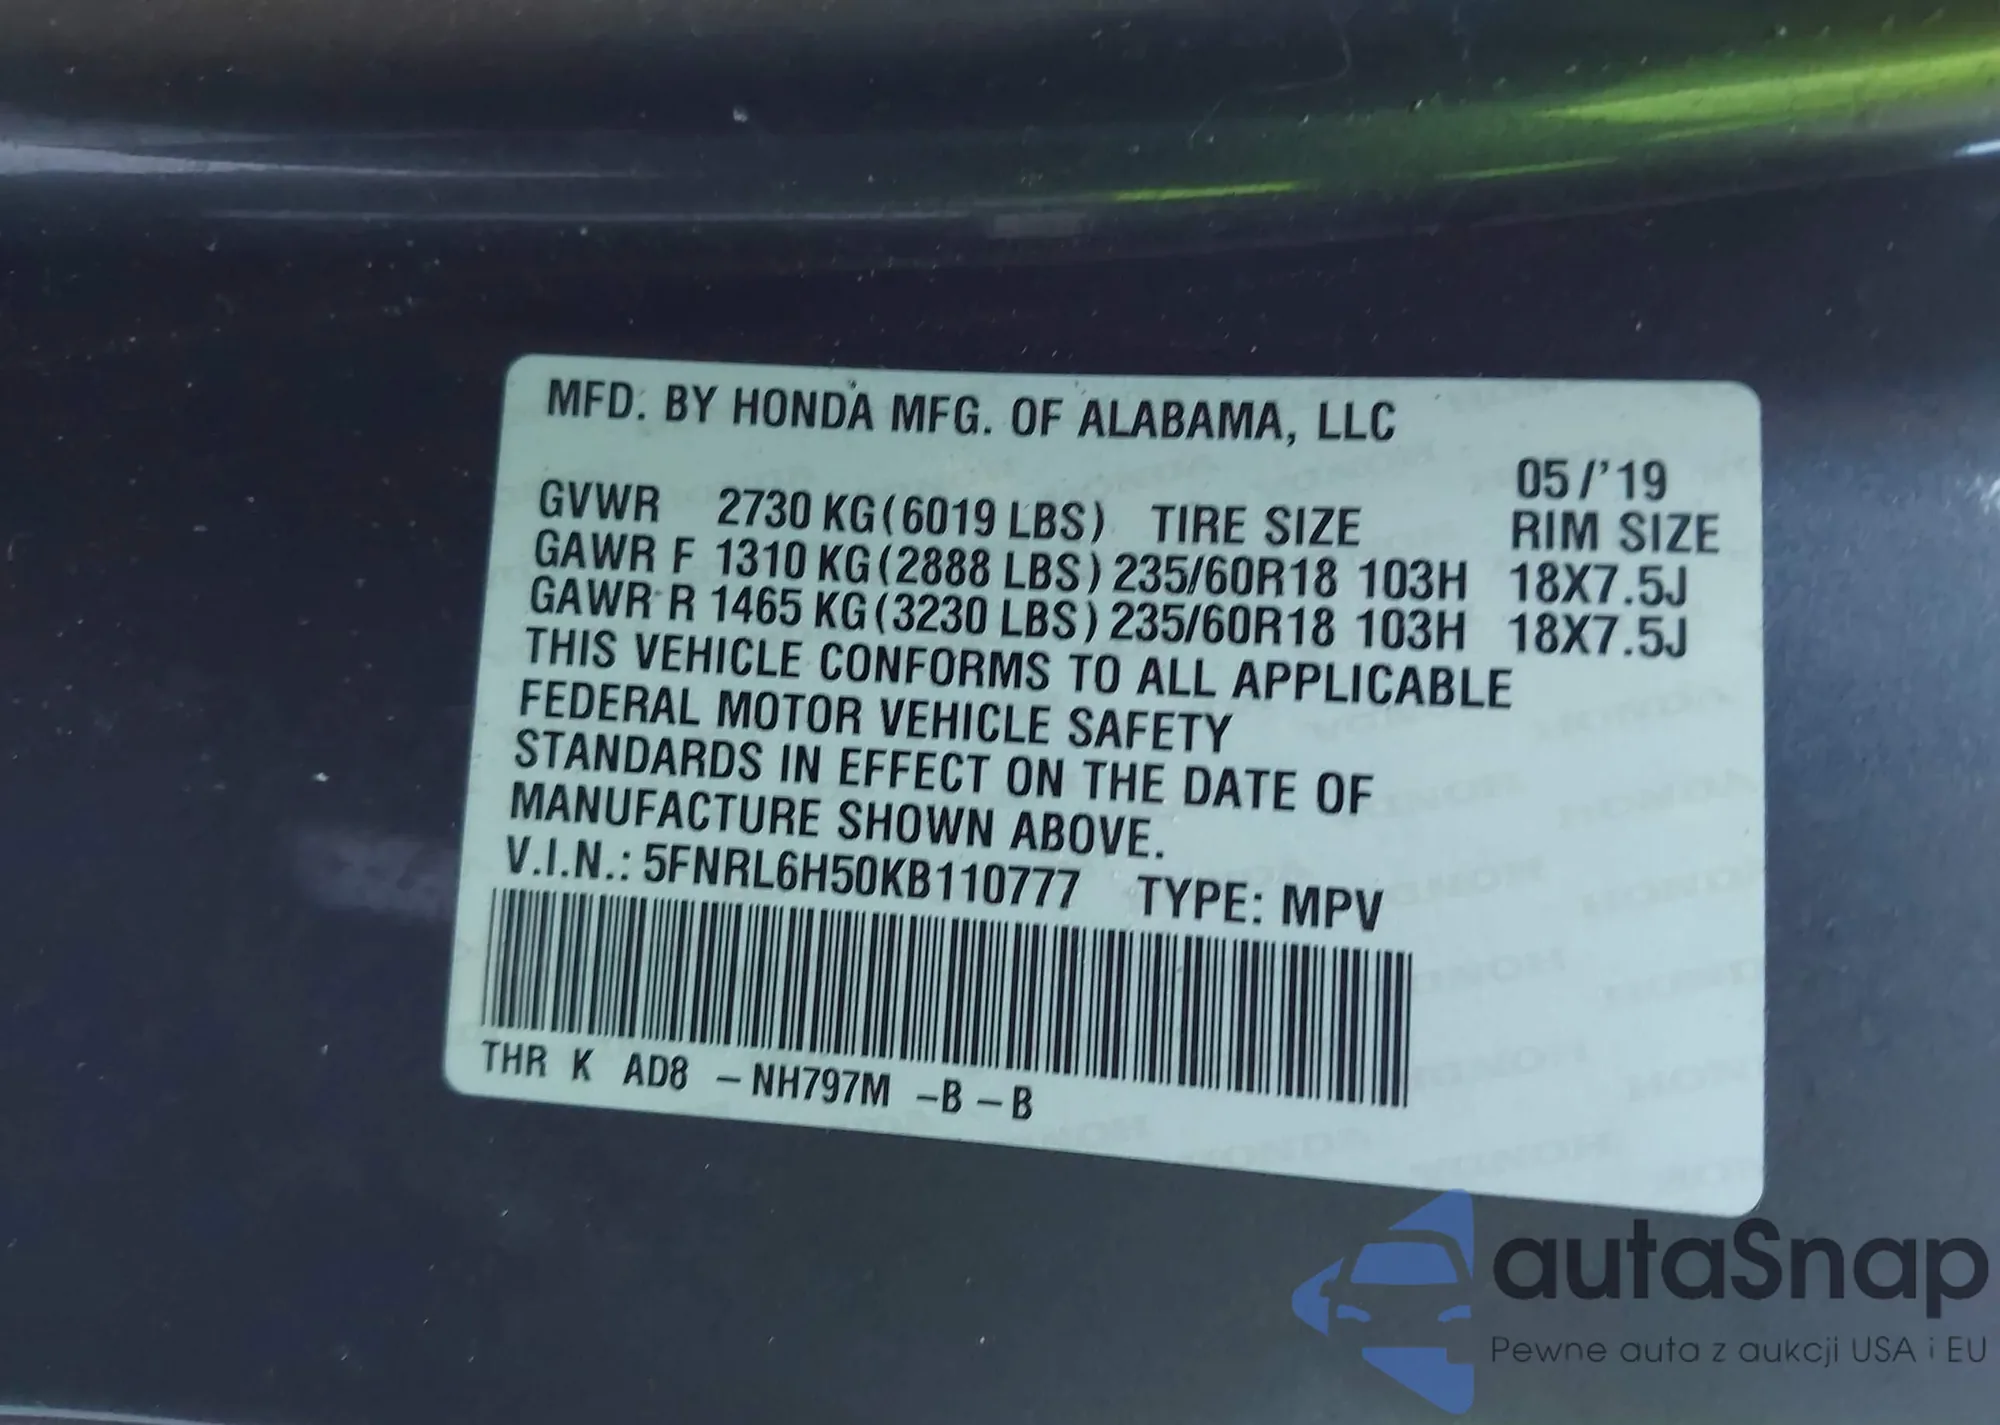 MFD. BY HONDA MFG. OF ALABAMA, LLC
05/'19
GVWR 2730 KG(6019 LBS) TIRE SIZE RIM SIZE
GAWR F 1310 KG(2888 LBS) 235/60R18 103H 18X7.5J
GAWR R 1465 KG(3230 LBS) 235/60R18 103H 18X7.5J
THIS VEHICLE CONFORMS TO ALL APPLICABLE
FEDERAL MOTOR VEHICLE SAFETY
STANDARDS IN EFFECT ON THE DATE OF
MANUFACTURE SHOWN ABOVE.
V.I.N.: 5FNRL6H50KB110777 TYPE: MPV
THR K AD8 -NH797M -B-B
autaSnap
Pewne auta z aukcji USA i EU